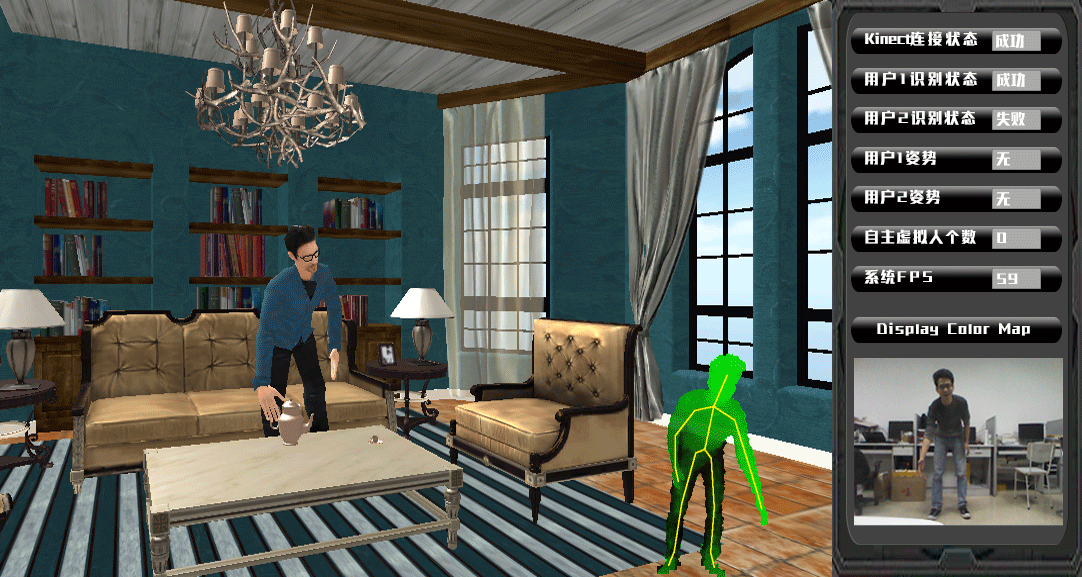 Kinect连接状态 成功
用户1识别状态 成功
用户2识别状态 失败
用户1姿势 无
用户2姿势 无
自主虚拟人个数 0
系统FPS 59
Display Color Map